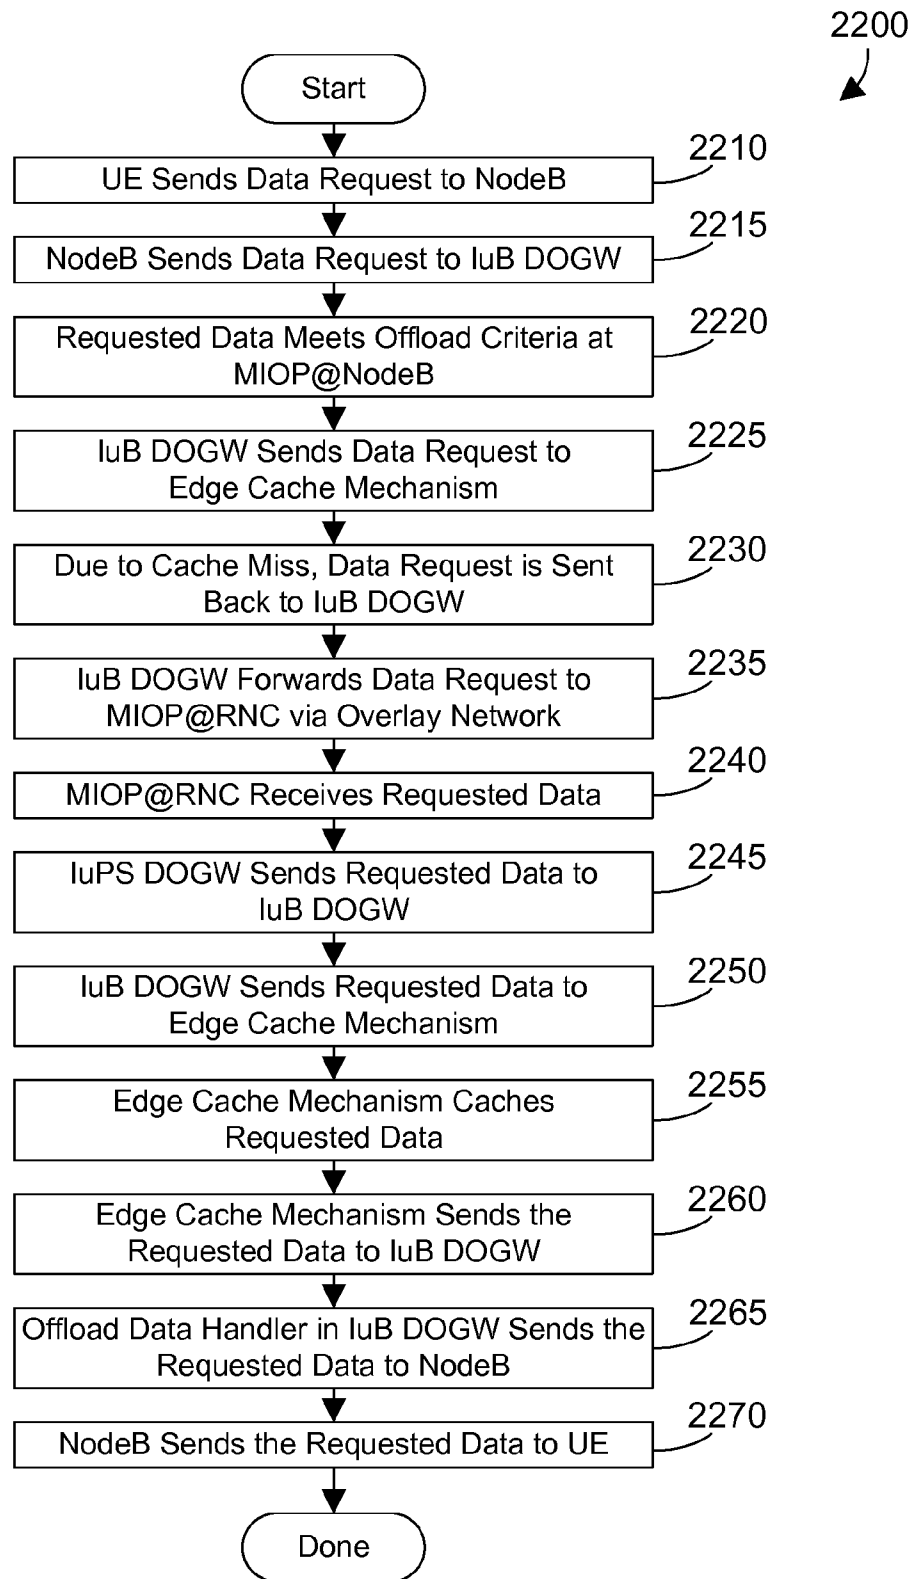 2200
Start
2210
UE Sends Data Request to NodeB
2215
NodeB Sends Data Request to IuB DOGW
2220
Requested Data Meets Offload Criteria at
MIOP@NodeB
2225
IuB DOGW Sends Data Request to
Edge Cache Mechanism
2230
Due to Cache Miss, Data Request is Sent
Back to IuB DOGW
2235
IuB DOGW Forwards Data Request to
MIOP@RNC via Overlay Network
2240
MIOP@RNC Receives Requested Data
2245
IuPS DOGW Sends Requested Data to
IuB DOGW
2250
IuB DOGW Sends Requested Data to
Edge Cache Mechanism
2255
Edge Cache Mechanism Caches
Requested Data
2260
Edge Cache Mechanism Sends the
Requested Data to IuB DOGW
2265
Offload Data Handler in IuB DOGW Sends the
Requested Data to NodeB
2270
NodeB Sends the Requested Data to UE
Done